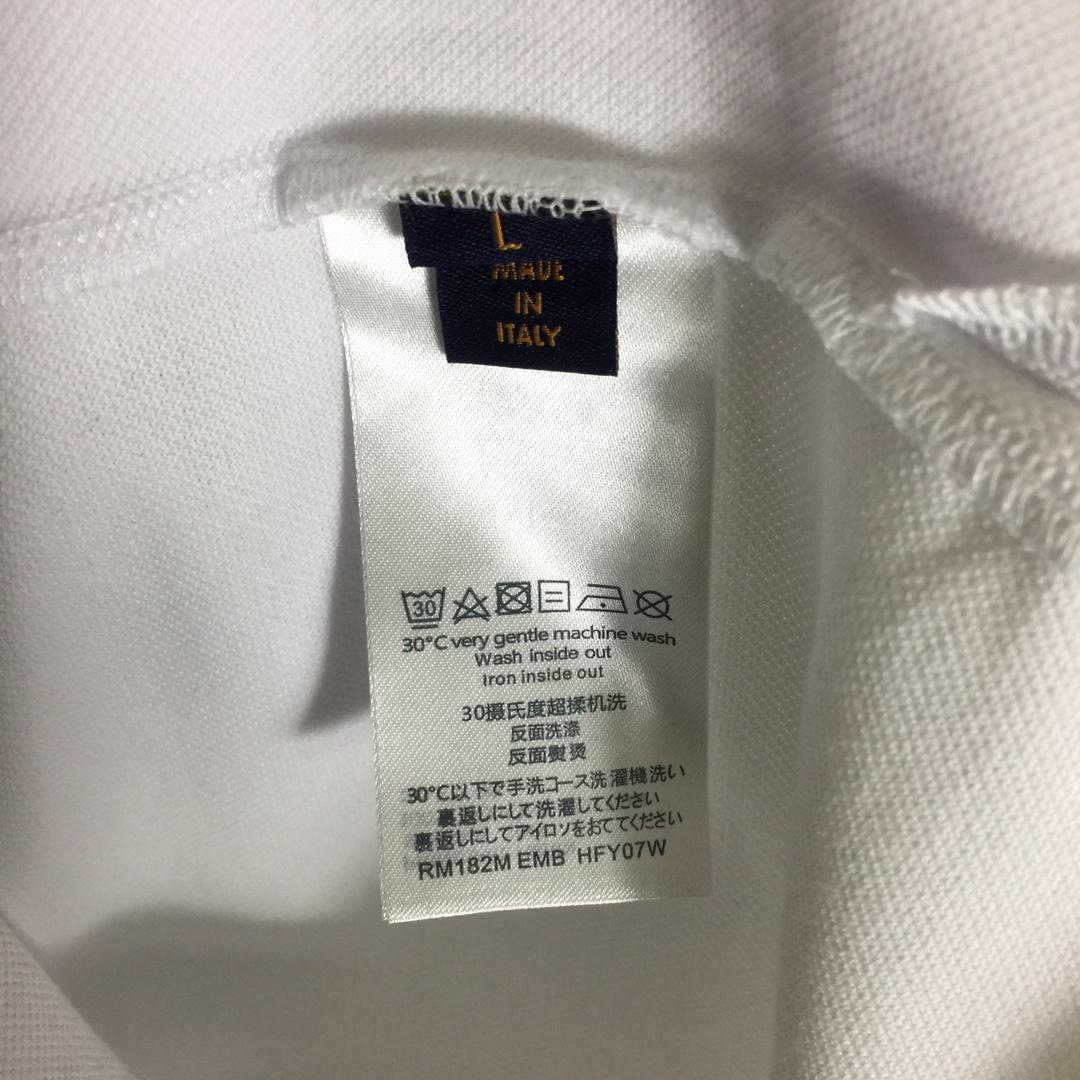 L
MADE
IN
ITALY
30
30°C very gentle machine wash
Wash inside out
Iron inside out
30摄氏度超揉机洗
反面洗涤
反面熨烫
30°C以下で手洗コース洗濯機洗い
裏返しにして洗濯してください
裏返しにしてアイロソをおててください
RM182M EMB HFY07W